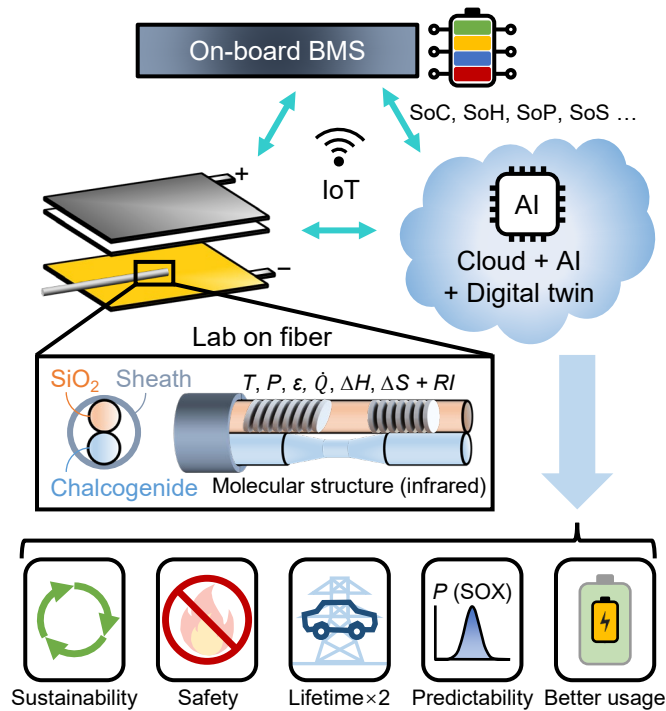 On-board BMS
SoC, SoH, SoP, SoS ...
IoT
+
−
AI
Cloud + AI
+ Digital twin
Lab on fiber
SiO₂
Sheath
Chalcogenide
T, P, ε, Q̇, ΔH, ΔS + RI
Molecular structure (infrared)
P (SOX)
Sustainability
Safety
Lifetime×2
Predictability
Better usage